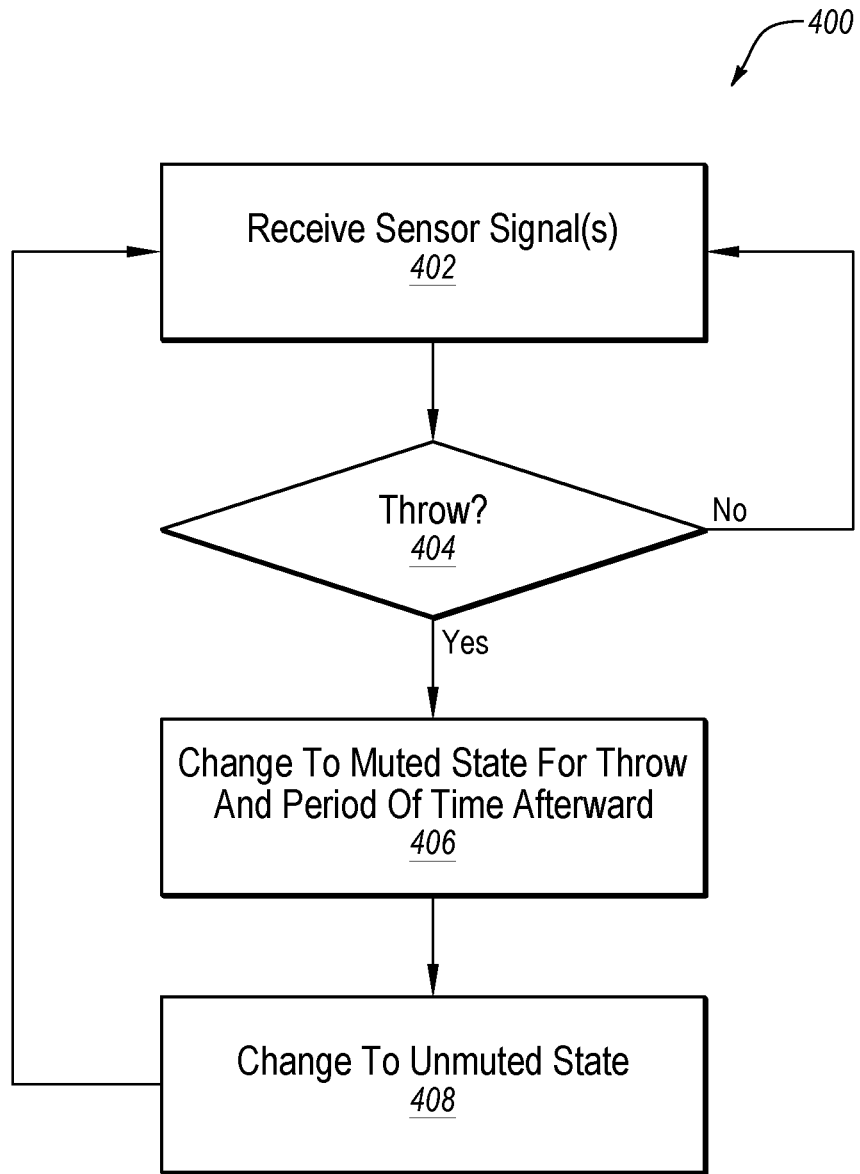 400
Receive Sensor Signal(s)
402
Throw?
404
No
Yes
Change To Muted State For Throw
And Period Of Time Afterward
406
Change To Unmuted State
408